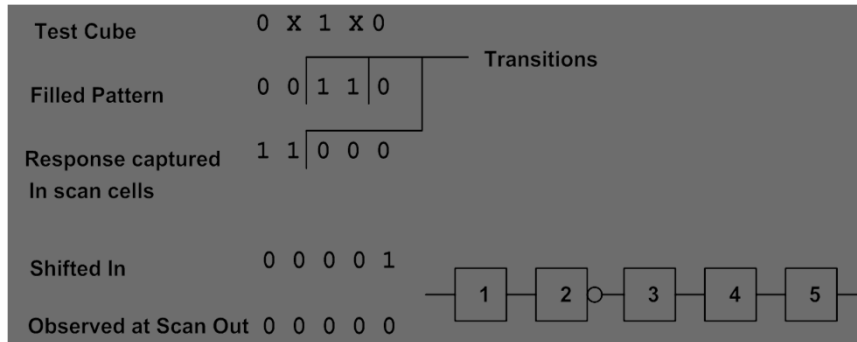 Test Cube 0 X 1 X 0
Transitions
Filled Pattern 0 0 1 1 0
Response captured 1 1 0 0 0
In scan cells
Shifted In 0 0 0 0 1
1 2 3 4 5
Observed at Scan Out 0 0 0 0 0